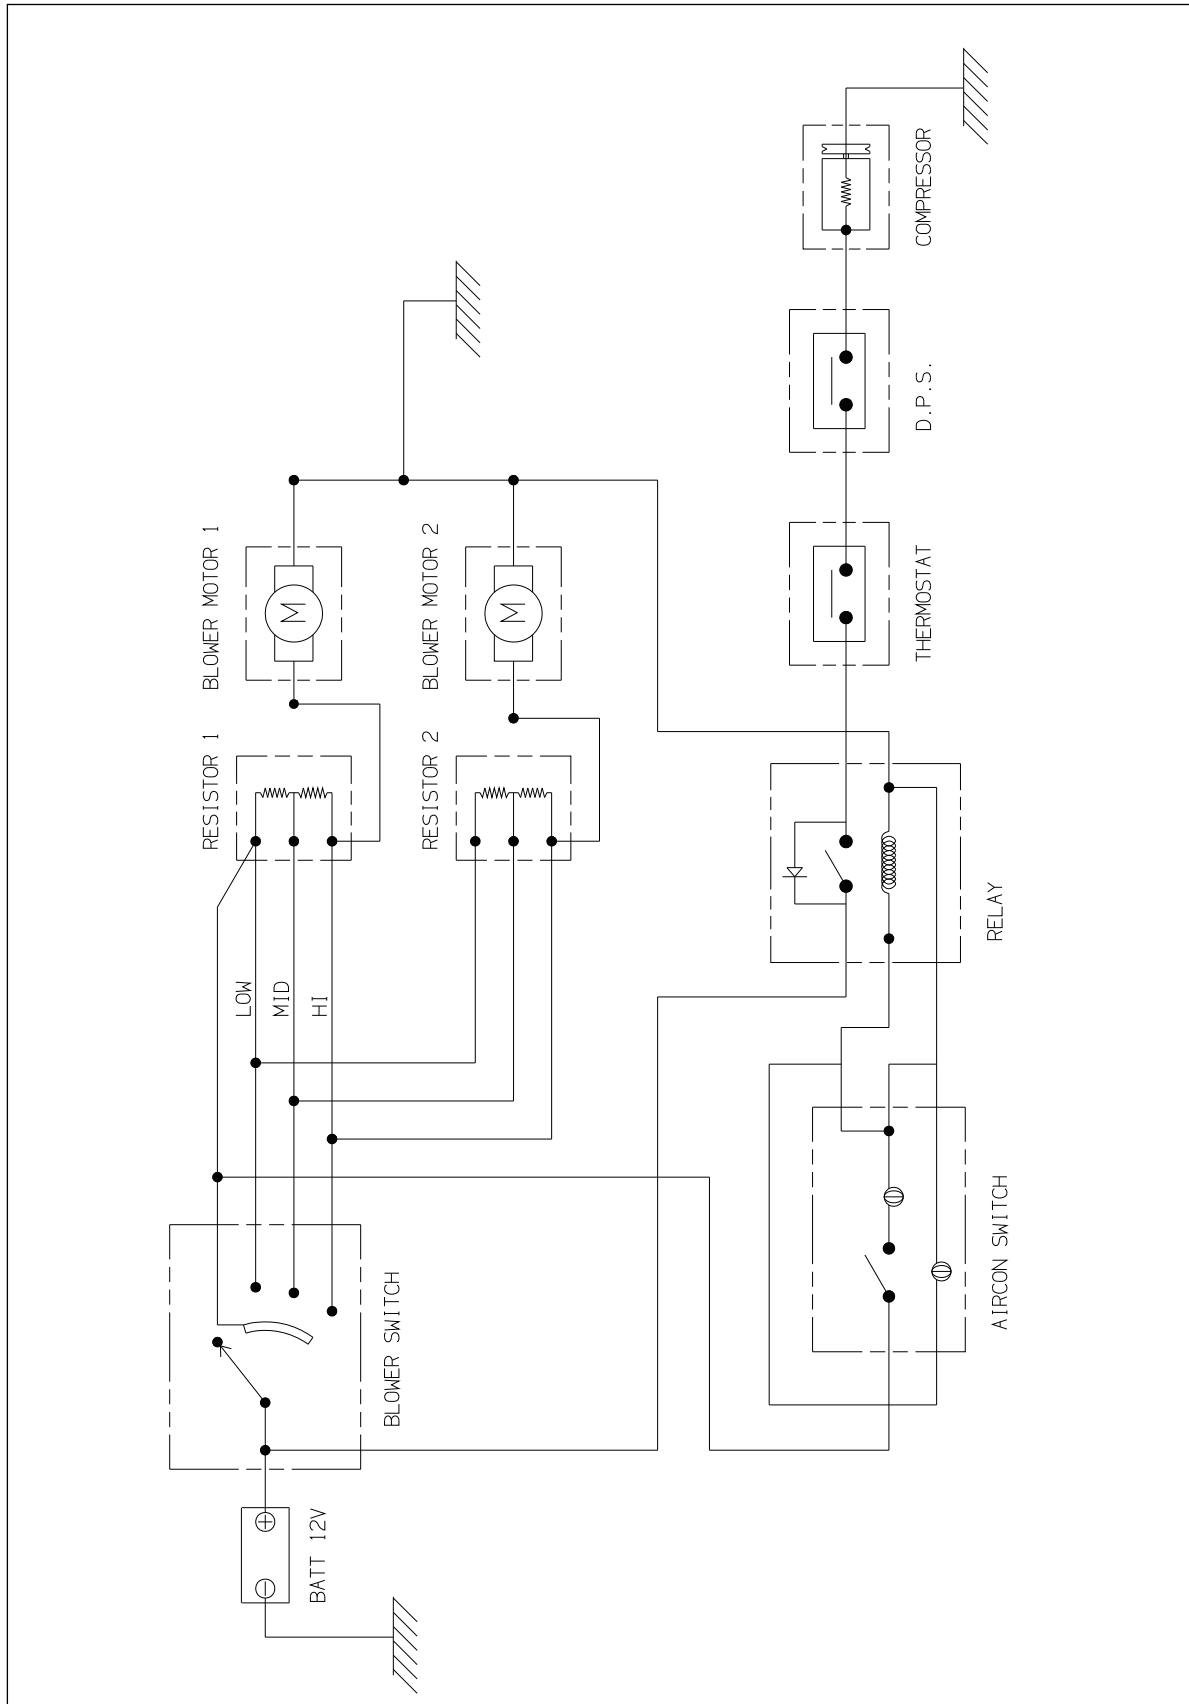 COMPRESSOR
D.P.S.
THERMOSTAT
BLOWER MOTOR 1
BLOWER MOTOR 2
RESISTOR 1
RESISTOR 2
RELAY
LOW
MID
HI
AIRCON SWITCH
BLOWER SWITCH
BATT 12V
M
M